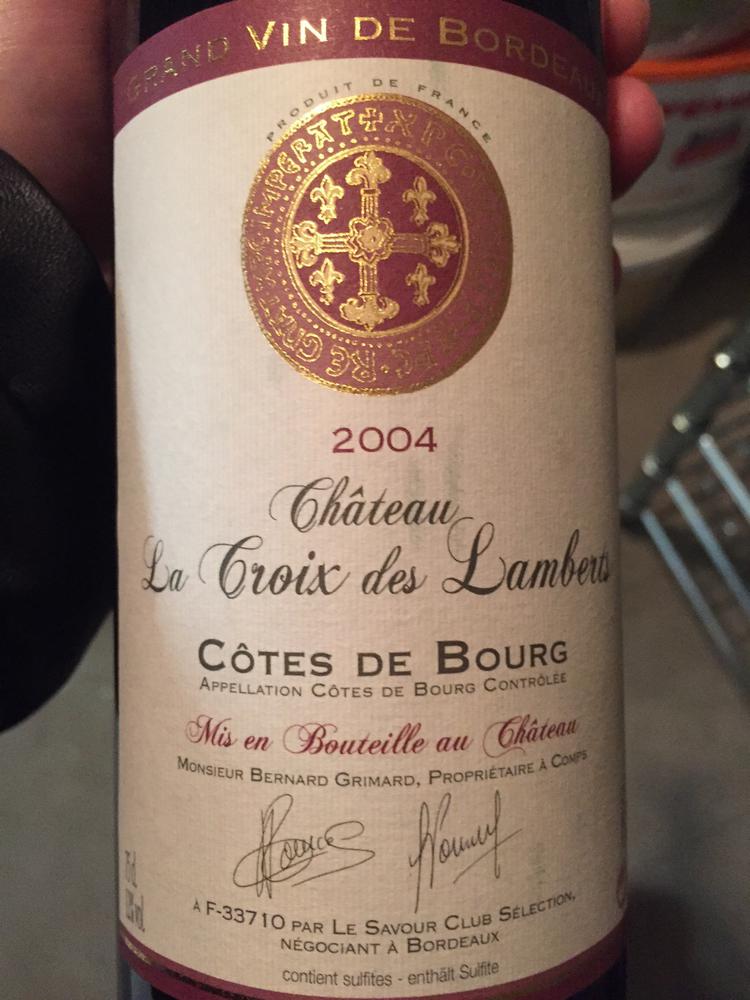 GRAND VIN DE BORDEAUX
PRODUIT DE FRANCE
IMPERAT
2004
Château
La Croix des Lamberts
CÔTES DE BOURG
APPELLATION CÔTES DE BOURG CONTRÔLÉE
Mis en Bouteille au Château
MONSIEUR BERNARD GRIMARD, PROPRIÉTAIRE À COMPS
À F-33710 PAR LE SAVOUR CLUB SÉLECTION,
NÉGOCIANT À BORDEAUX
contient sulfites - enthält Sulfite